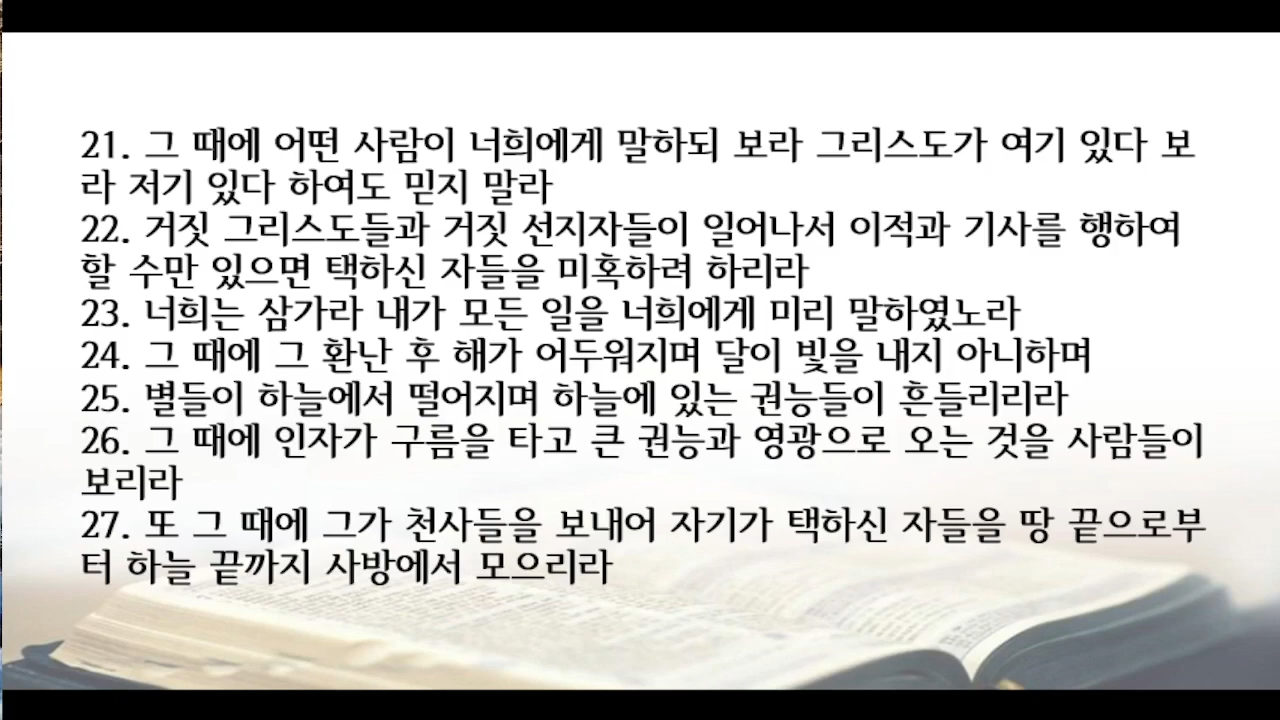 21. 그 때에 어떤 사람이 너희에게 말하되 보라 그리스도가 여기 있다 보
라 저기 있다 하여도 믿지 말라
22. 거짓 그리스도들과 거짓 선지자들이 일어나서 이적과 기사를 행하여
할 수만 있으면 택하신 자들을 미혹하려 하리라
23. 너희는 삼가라 내가 모든 일을 너희에게 미리 말하였노라
24. 그 때에 그 환난 후 해가 어두워지며 달이 빛을 내지 아니하며
25. 별들이 하늘에서 떨어지며 하늘에 있는 권능들이 흔들리리라
26. 그 때에 인자가 구름을 타고 큰 권능과 영광으로 오는 것을 사람들이
보리라
27. 또 그 때에 그가 천사들을 보내어 자기가 택하신 자들을 땅 끝으로부
터 하늘 끝까지 사방에서 모으리라